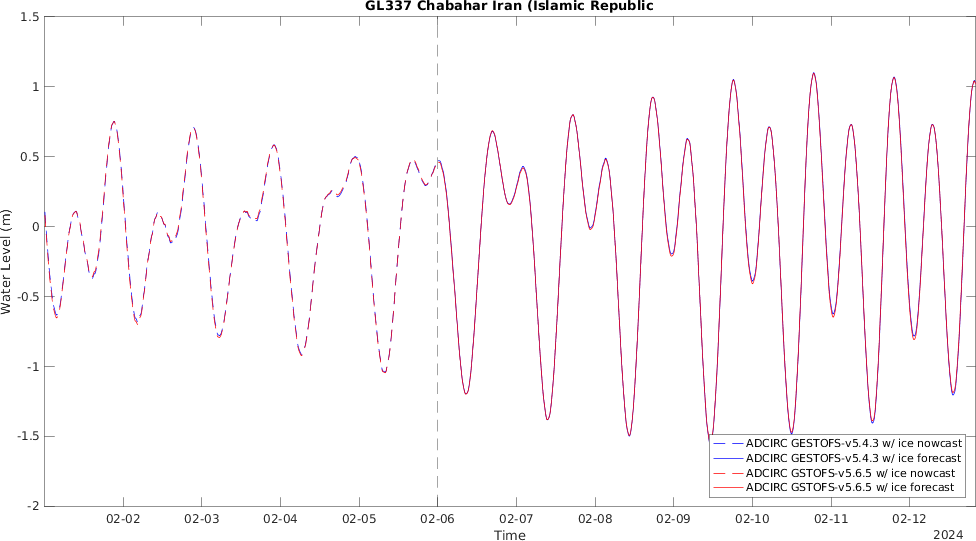 GL337 Chabahar Iran (Islamic Republic
1.5
1
0.5
0
-0.5
-1
-1.5
-2
Water Level (m)
02-02 02-03 02-04 02-05 02-06 02-07 02-08 02-09 02-10 02-11 02-12
Time
2024
ADCIRC GESTOFS-v5.4.3 w/ ice nowcast
ADCIRC GESTOFS-v5.4.3 w/ ice forecast
ADCIRC GSTOFS-v5.6.5 w/ ice nowcast
ADCIRC GSTOFS-v5.6.5 w/ ice forecast